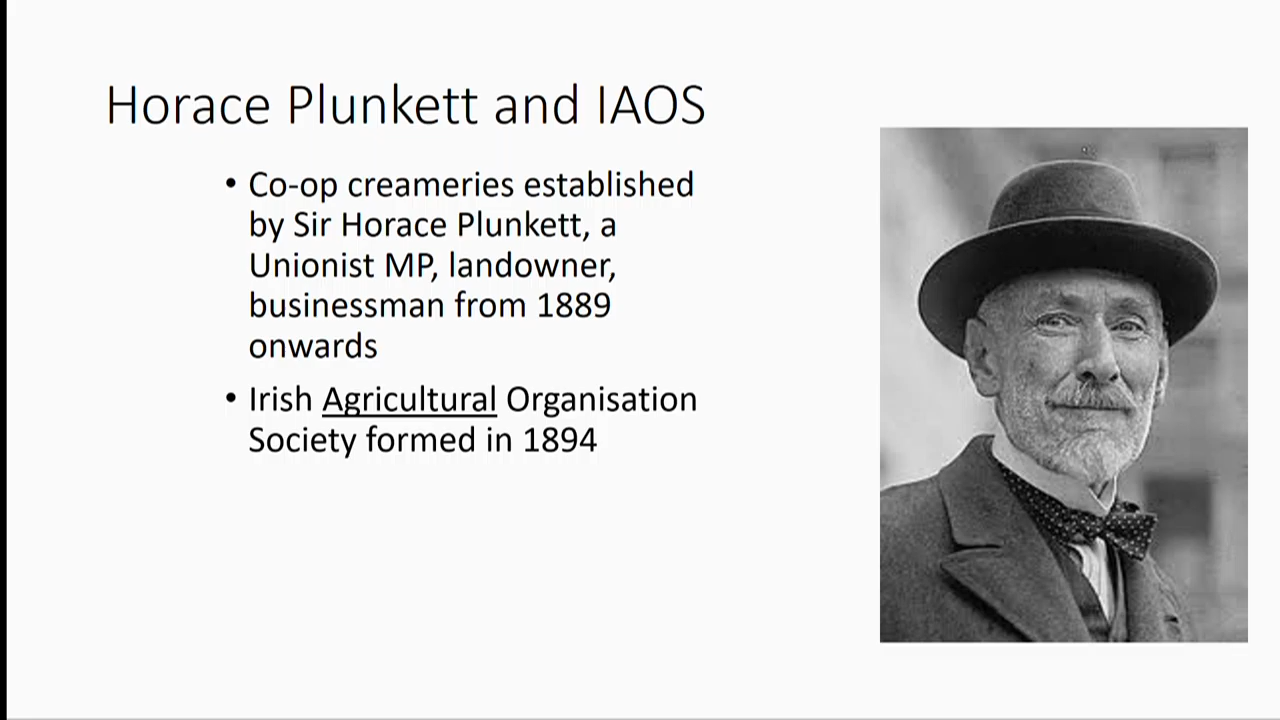 Horace Plunkett and IAOS
• Co-op creameries established
by Sir Horace Plunkett, a
Unionist MP, landowner,
businessman from 1889
onwards
• Irish Agricultural Organisation
Society formed in 1894